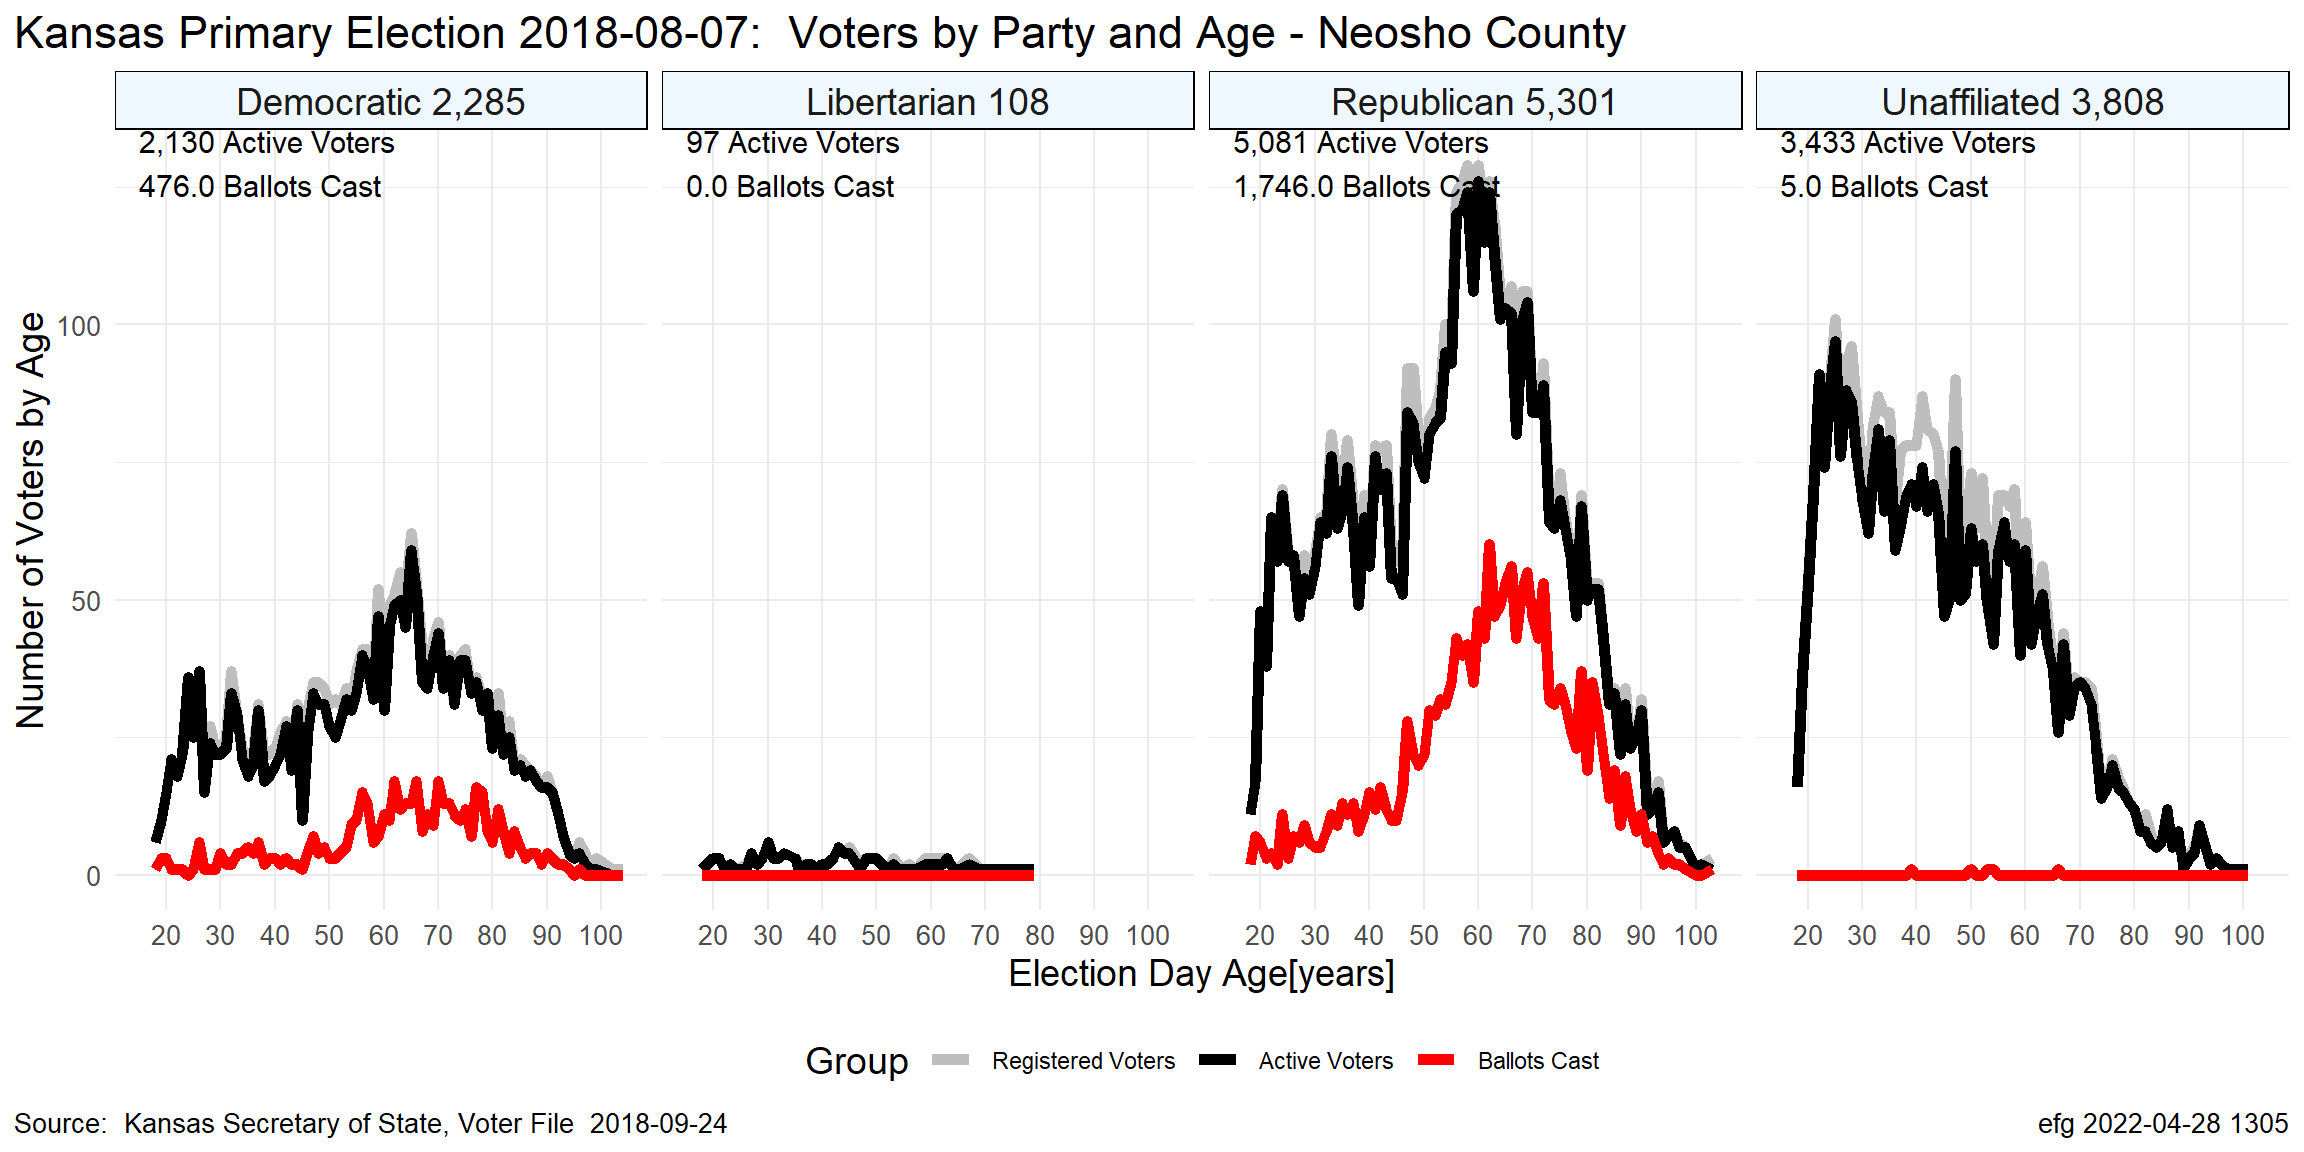 Kansas Primary Election 2018-08-07:  Voters by Party and Age - Neosho County
Democratic 2,285
Libertarian 108
Republican 5,301
Unaffiliated 3,808
2,130 Active Voters
476.0 Ballots Cast
97 Active Voters
0.0 Ballots Cast
5,081 Active Voters
1,746.0 Ballots Cast
3,433 Active Voters
5.0 Ballots Cast
Number of Voters by Age
100
50
0
20 30 40 50 60 70 80 90 100
20 30 40 50 60 70 80 90 100
20 30 40 50 60 70 80 90 100
20 30 40 50 60 70 80 90 100
Election Day Age[years]
Group Registered Voters Active Voters Ballots Cast
Source:  Kansas Secretary of State, Voter File  2018-09-24
efg 2022-04-28 1305